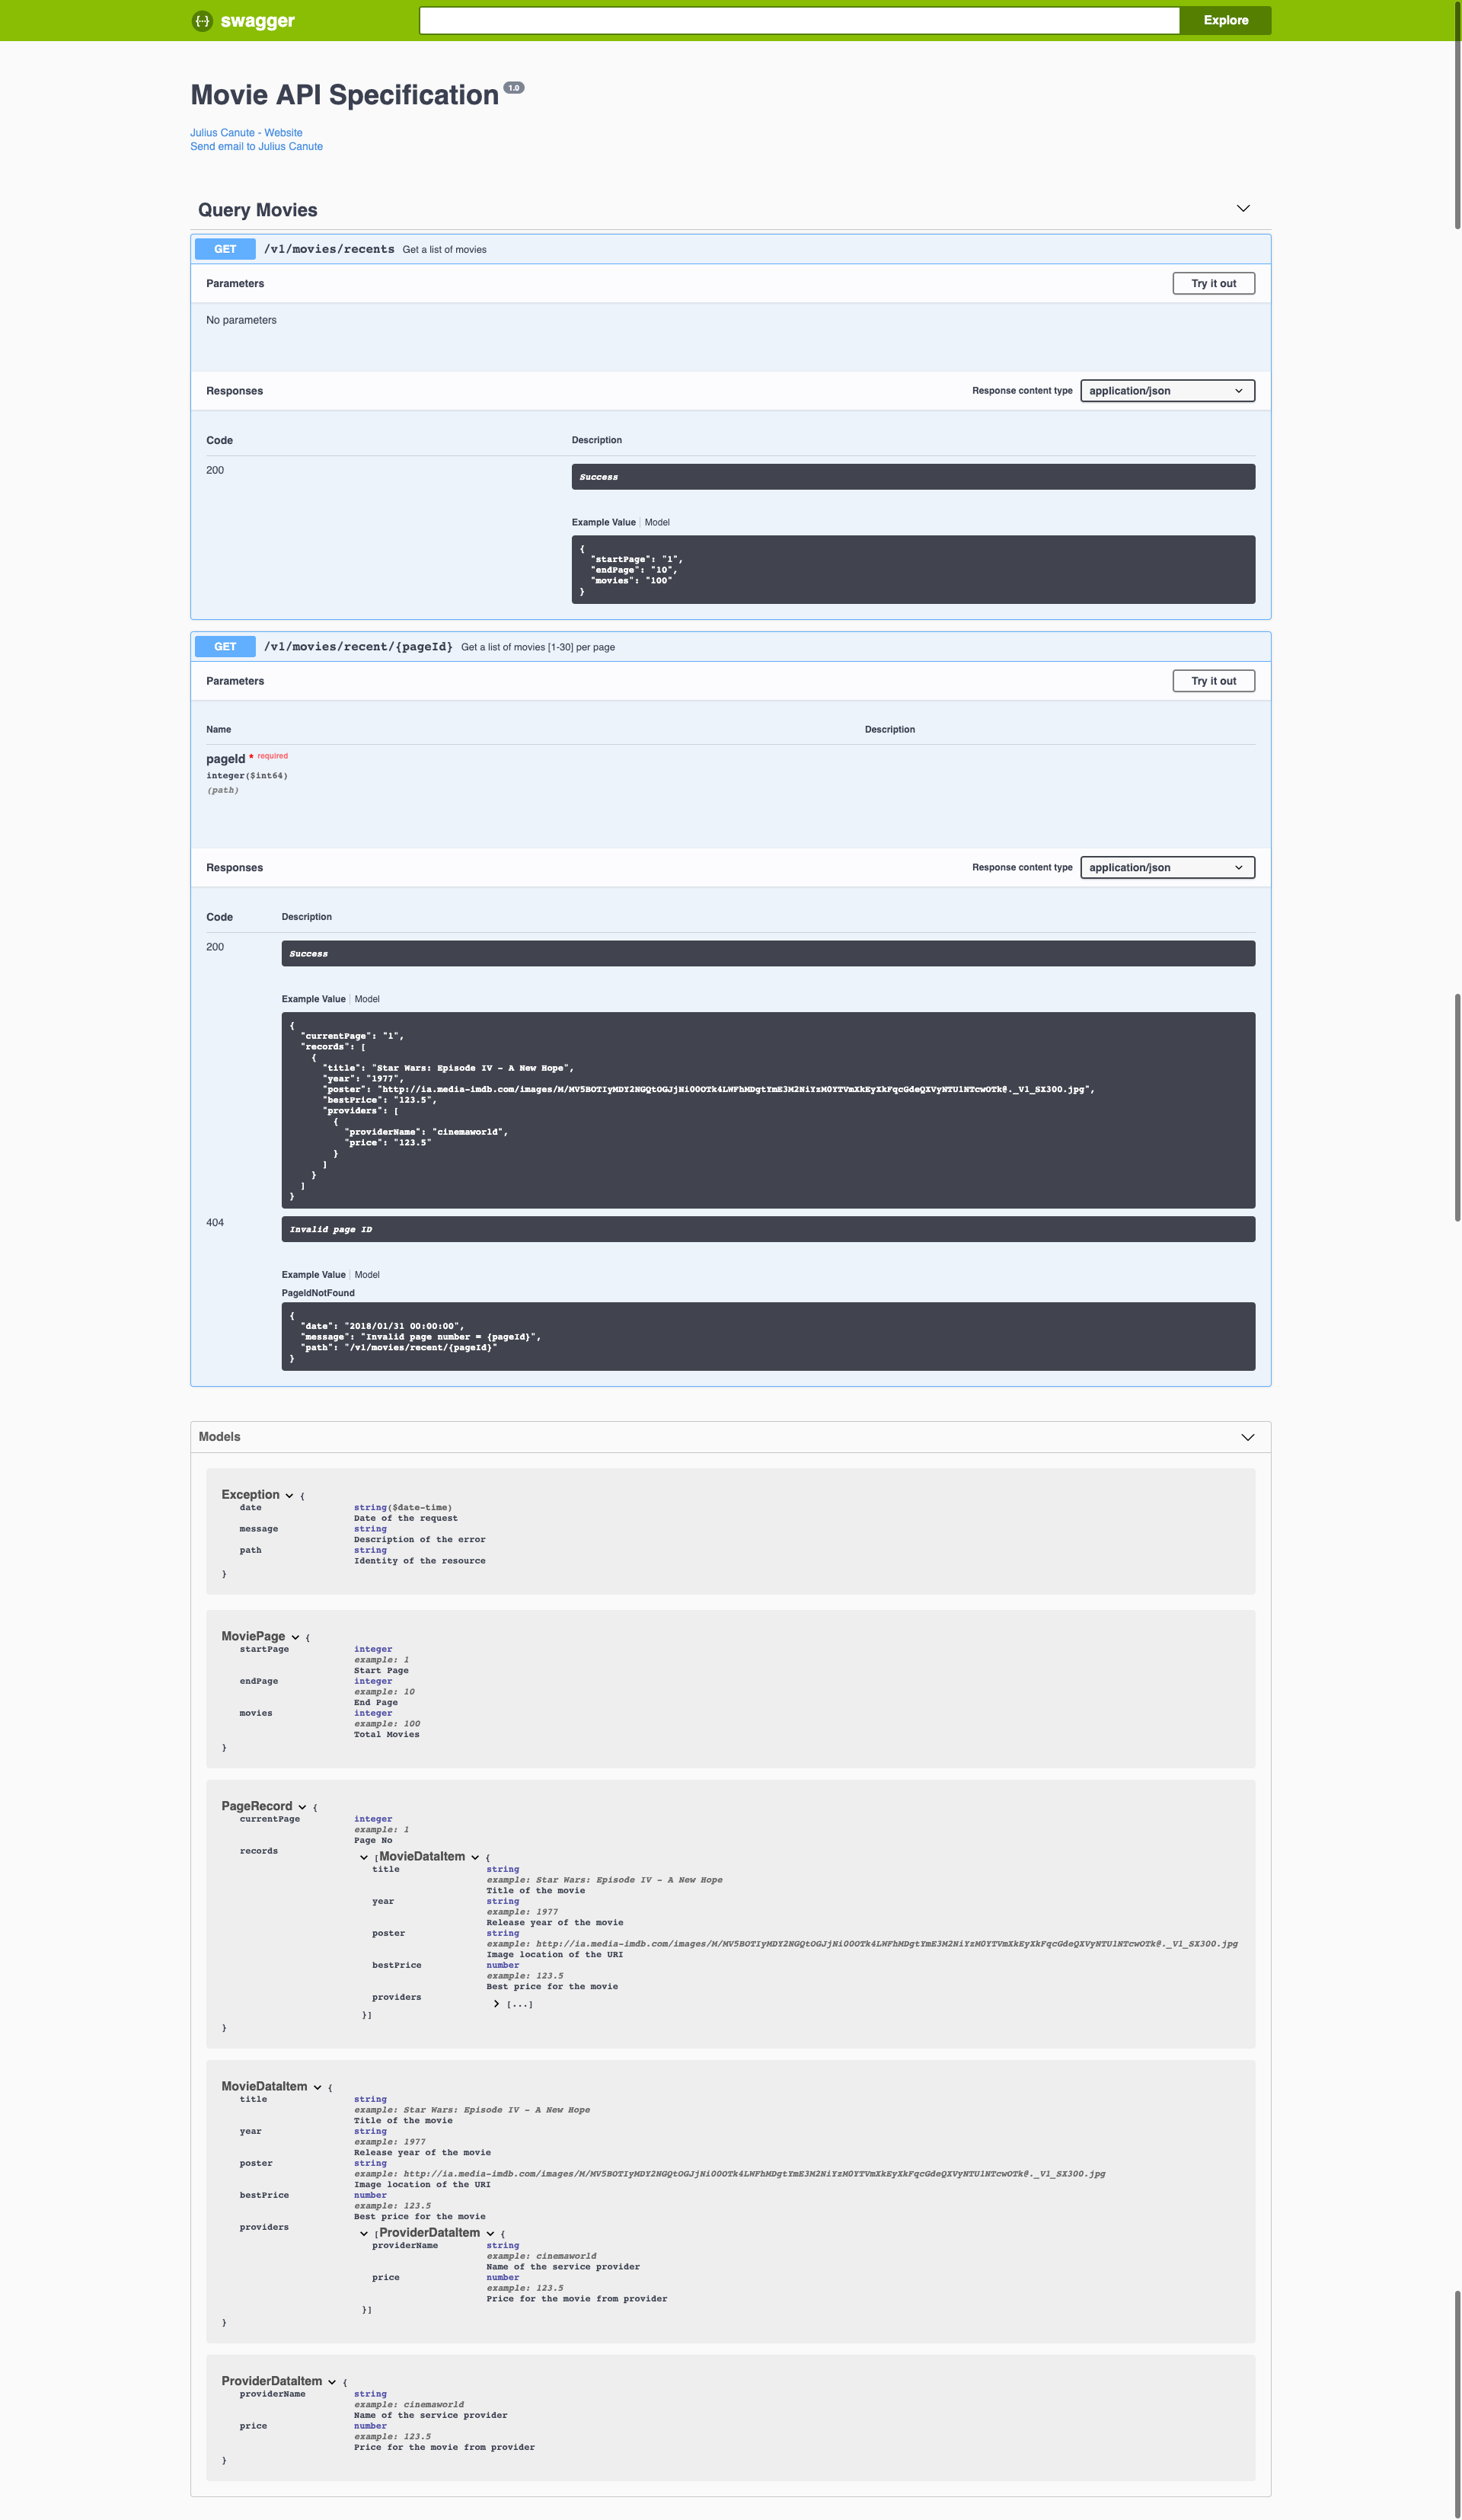 swagger
Explore
Movie API Specification 1.0
Julius Canute - Website
Send email to Julius Canute
Query Movies
GET /v1/movies/recents Get a list of movies
Parameters Try it out
No parameters
Responses Response content type application/json
Code Description
200 Success
Example Value Model
{
"startPage": "1",
"endPage": "10",
"movies": "100"
}
GET /v1/movies/recent/{pageId} Get a list of movies [1-30] per page
Parameters Try it out
Name Description
pageId * required
integer($int64)
(path)
Responses Response content type application/json
Code Description
200 Success
Example Value Model
{
"currentPage": "1",
"records": [
{
"title": "Star Wars: Episode IV - A New Hope",
"year": "1977",
"poster": "http://ia.media-imdb.com/images/M/MV5BOTIyMDY2NGQtOGJjNi00OTk4LWFhMDgtYmE3M2NiYzM0YTVmXkEyXkFqcGdeQXVyNTU1NTcwOTk@._V1_SX300.jpg",
"bestPrice": "123.5",
"providers": [
{
"providerName": "cinemaworld",
"price": "123.5"
}
]
}
]
}
404 Invalid page ID
Example Value Model
PageIdNotFound
{
"date": "2018/01/31 00:00:00",
"message": "Invalid page number = {pageId}",
"path": "/v1/movies/recent/{pageId}"
}
Models
Exception {
date string($date-time)
Date of the request
message string
Description of the error
path string
Identity of the resource
}
MoviePage {
startPage integer
example: 1
Start Page
endPage integer
example: 10
End Page
movies integer
example: 100
Total Movies
}
PageRecord {
currentPage integer
example: 1
Page No
records [MovieDataItem {
title string
example: Star Wars: Episode IV - A New Hope
Title of the movie
year string
example: 1977
Release year of the movie
poster string
example: http://ia.media-imdb.com/images/M/MV5BOTIyMDY2NGQtOGJjNi00OTk4LWFhMDgtYmE3M2NiYzM0YTVmXkEyXkFqcGdeQXVyNTU1NTcwOTk@._V1_SX300.jpg
Image location of the URI
bestPrice number
example: 123.5
Best price for the movie
providers [...]
}]
}
MovieDataItem {
title string
example: Star Wars: Episode IV - A New Hope
Title of the movie
year string
example: 1977
Release year of the movie
poster string
example: http://ia.media-imdb.com/images/M/MV5BOTIyMDY2NGQtOGJjNi00OTk4LWFhMDgtYmE3M2NiYzM0YTVmXkEyXkFqcGdeQXVyNTU1NTcwOTk@._V1_SX300.jpg
Image location of the URI
bestPrice number
example: 123.5
Best price for the movie
providers [ProviderDataItem {
providerName string
example: cinemaworld
Name of the service provider
price number
example: 123.5
Price for the movie from provider
}]
}
ProviderDataItem {
providerName string
example: cinemaworld
Name of the service provider
price number
example: 123.5
Price for the movie from provider
}